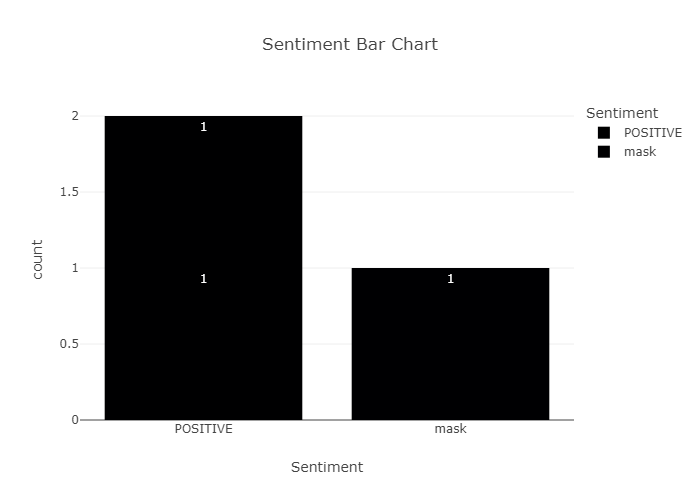 Sentiment Bar Chart
Sentiment
POSITIVE
mask
count
2
1.5
1
0.5
0
1
1
1
POSITIVE
mask
Sentiment